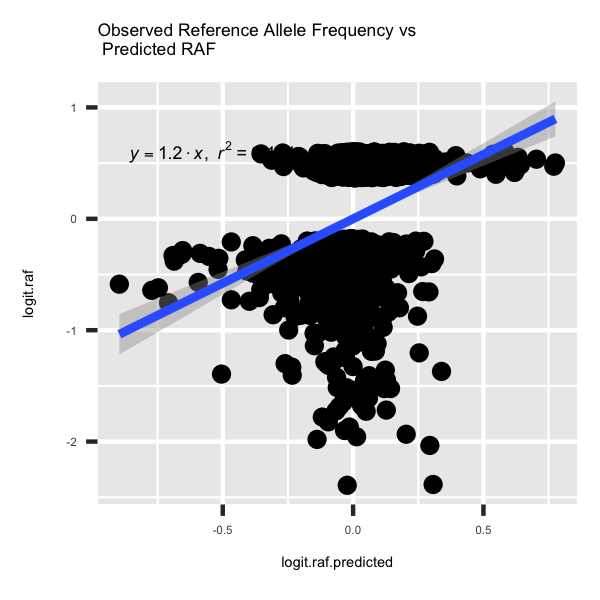 Observed Reference Allele Frequency vs
Predicted RAF
y = 1.2 · x, r² =
1
0
-1
-2
-0.5 0.0 0.5
logit.raf
logit.raf.predicted